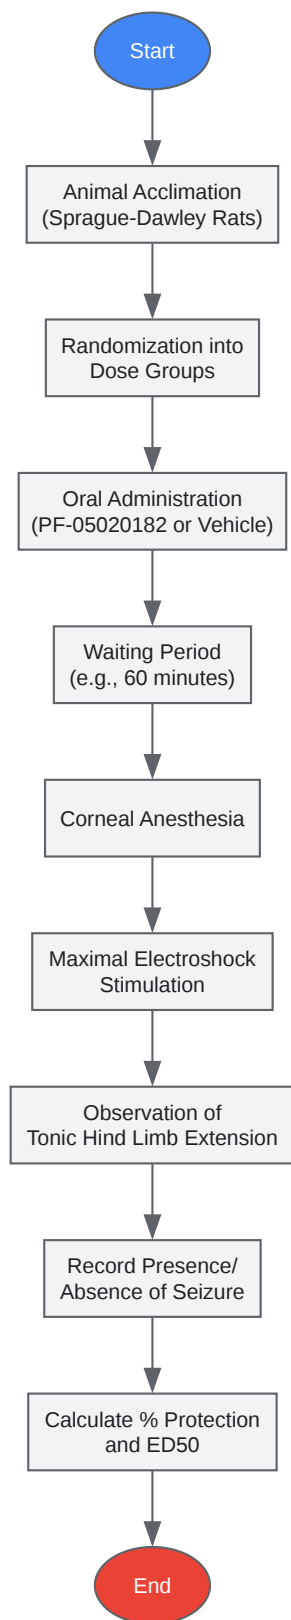 Start
Animal Acclimation
(Sprague-Dawley Rats)
Randomization into
Dose Groups
Oral Administration
(PF-05020182 or Vehicle)
Waiting Period
(e.g., 60 minutes)
Corneal Anesthesia
Maximal Electroshock
Stimulation
Observation of
Tonic Hind Limb Extension
Record Presence/
Absence of Seizure
Calculate % Protection
and ED50
End